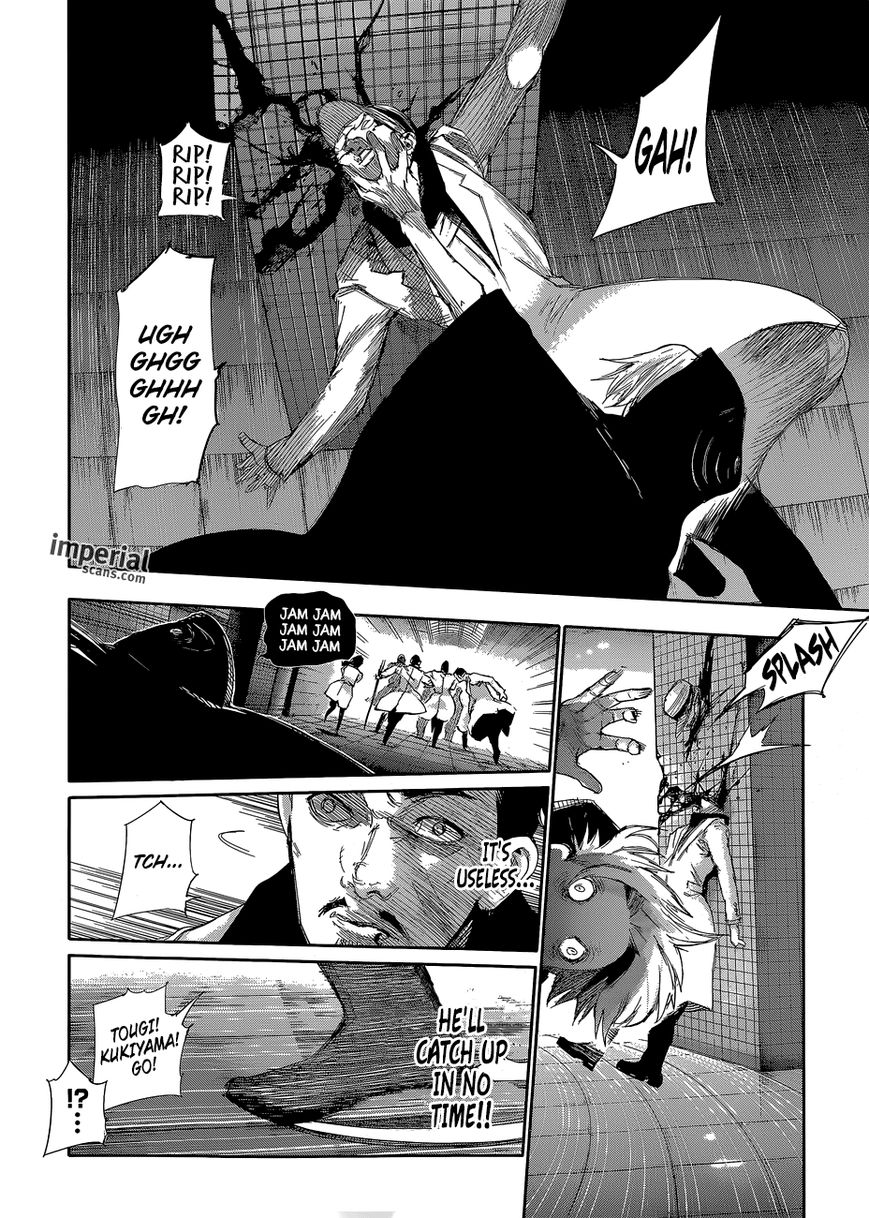 GAH!
RIP!
RIP!
RIP!
UGH
GHGG
GHHH
GH!
imperial
scans.com
SPLASH
JAM JAM
JAM JAM
JAM JAM
IT'S
USELESS...
TCH...
HE'LL
CATCH UP
IN NO
TIME!!
TOUGI!
KUKIYAMA!
GO!
!?
...